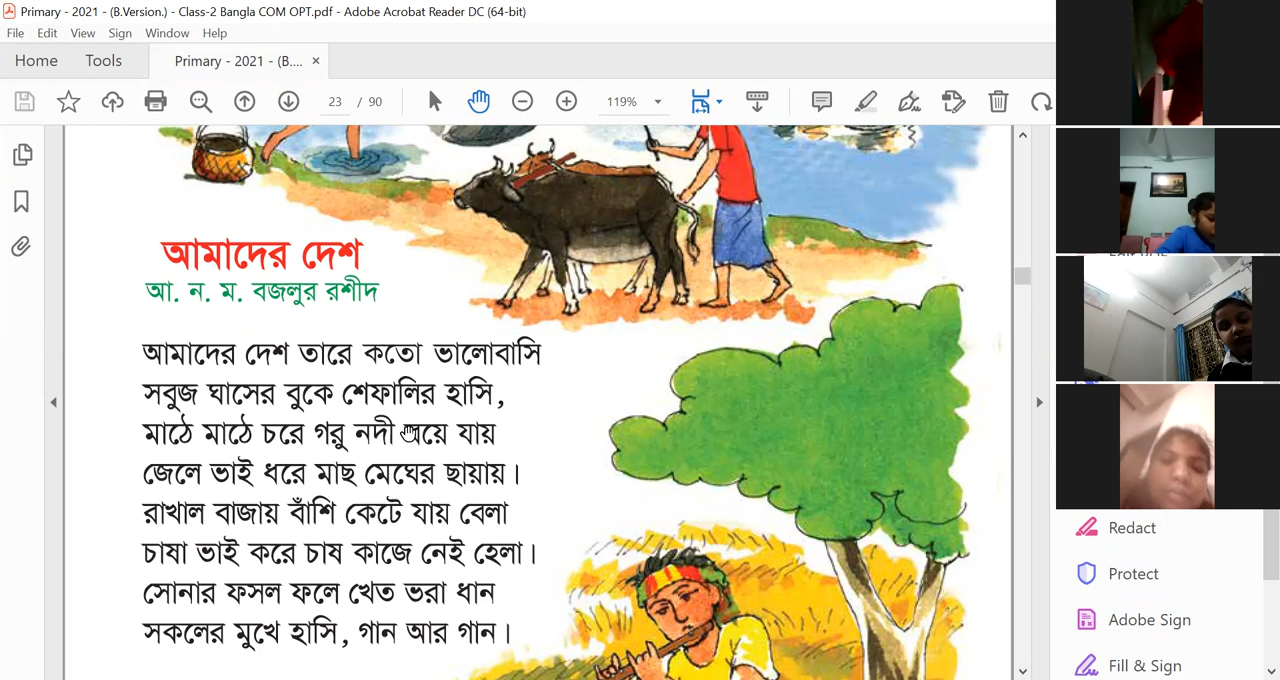 Primary - 2021 - (B.Version.) - Class-2 Bangla COM OPT.pdf - Adobe Acrobat Reader DC (64-bit)
File Edit View Sign Window Help
Home Tools Primary - 2021 - (B....
23 / 90 119%
আমাদের দেশ
আ. ন. ম. বজলুর রশীদ
আমাদের দেশ তারে কতো ভালোবাসি
সবুজ ঘাসের বুকে শেফালির হাসি,
মাঠে মাঠে চরে গরু নদী যায়
জেলে ভাই ধরে মাছ মেঘের ছায়ায়।
রাখাল বাজায় বাঁশি কেটে যায় বেলা
চাষা ভাই করে চাষ কাজে নেই হেলা।
সোনার ফসল ফলে খেত ভরা ধান
সকলের মুখে হাসি, গান আর গান।
Redact
Protect
Adobe Sign
Fill & Sign